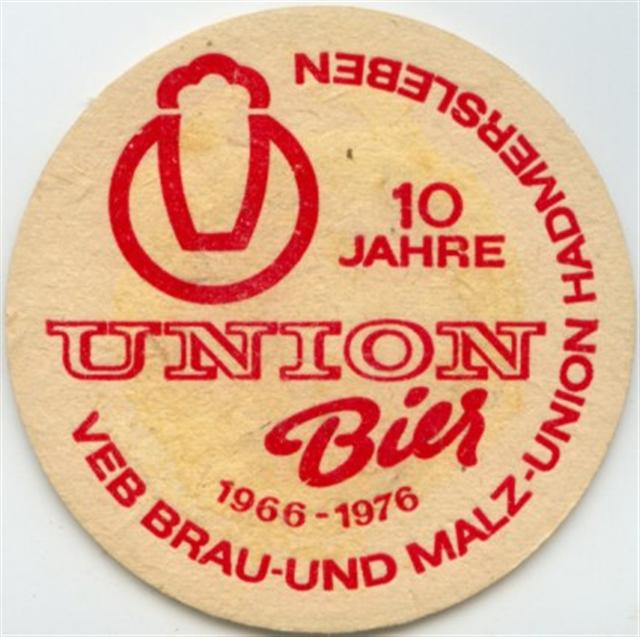 10
JAHRE
UNION
Bier
1966-1976
VEB BRAU-UND MALZ-UNION HADMERSLEBEN